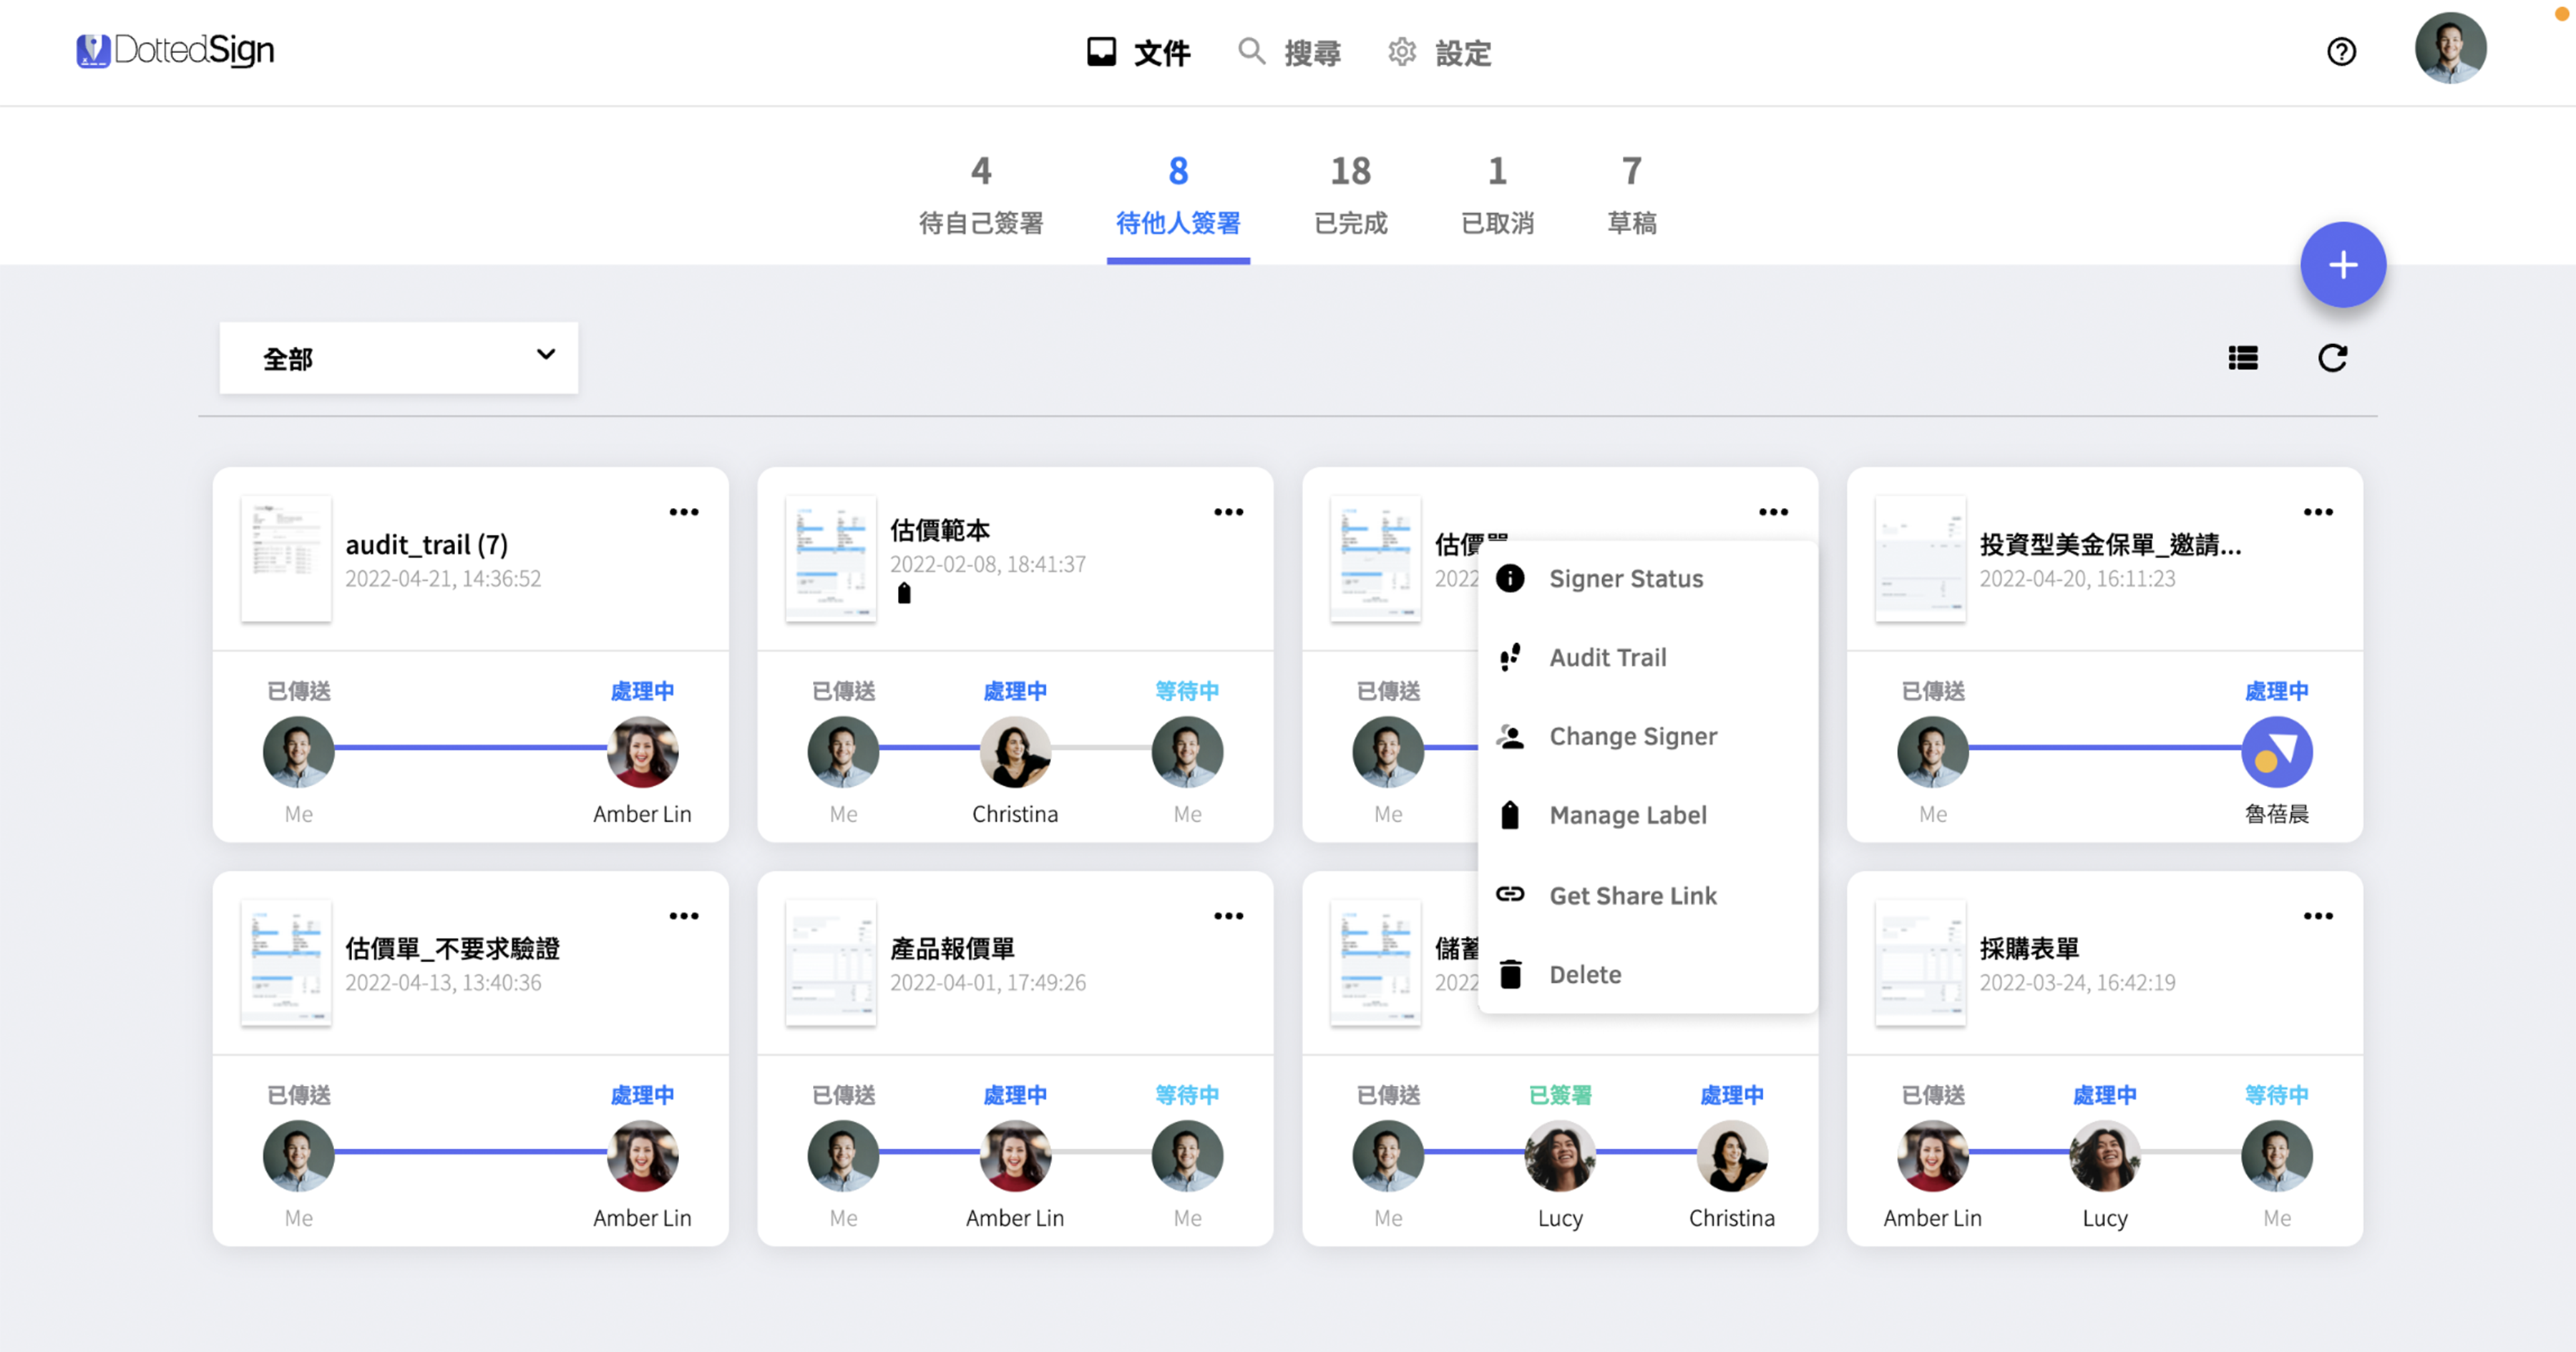 DottedSign
文件 搜尋 設定
4 8 18 1 7
待自己簽署 待他人簽署 已完成 已取消 草稿
全部
audit_trail (7)
2022-04-21, 14:36:52
已傳送 處理中
Me Amber Lin
估價範本
2022-02-08, 18:41:37
已傳送 處理中 等待中
Me Christina Me
估價單
2022
已傳送
Me
Signer Status
Audit Trail
Change Signer
Manage Label
Get Share Link
Delete
投資型美金保單_邀請...
2022-04-20, 16:11:23
已傳送 處理中
Me 魯蓓晨
估價單_不要求驗證
2022-04-13, 13:40:36
已傳送 處理中
Me Amber Lin
產品報價單
2022-04-01, 17:49:26
已傳送 處理中 等待中
Me Amber Lin Me
儲蓄
2022
已傳送 已簽署 處理中
Me Lucy Christina
採購表單
2022-03-24, 16:42:19
已傳送 處理中 等待中
Amber Lin Lucy Me